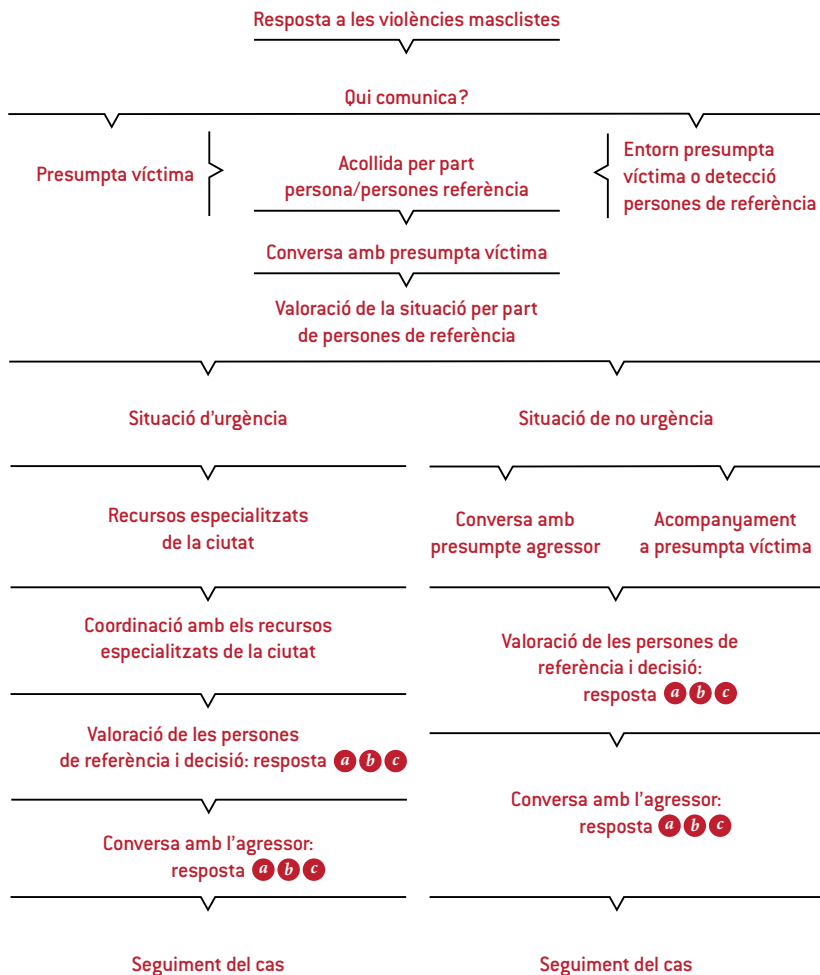 Resposta a les violències masclistes
Qui comunica?
Presumpta víctima
Acollida per part
persona/persones referència
Entorn presumpta
víctima o detecció
persones de referència
Conversa amb presumpta víctima
Valoració de la situació per part
de persones de referència
Situació d'urgència
Situació de no urgència
Recursos especialitzats
de la ciutat
Conversa amb
presumpte agressor
Acompanyament
a presumpta víctima
Coordinació amb els recursos
especialitzats de la ciutat
Valoració de les persones de
referència i decisió:
resposta a b c
Valoració de les persones
de referència i decisió: resposta a b c
Conversa amb l'agressor:
resposta a b c
Conversa amb l'agressor:
resposta a b c
Seguiment del cas
Seguiment del cas